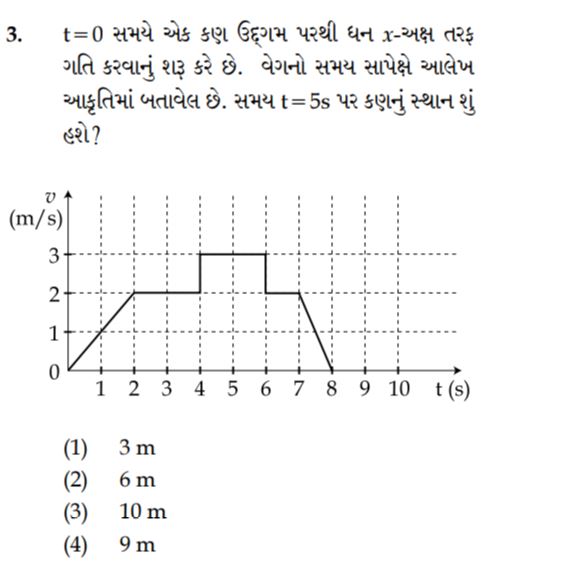 3. t=0 સમયે એક કણ ઉદ્દ્ગમ પરથી ધન x-અક્ષ તરફ
ગતિ કરવાનું શરૂ કરે છે. વેગનો સમય સાપેક્ષે આલેખ
આકૃતિમાં બતાવેલ છે. સમય t=5s પર કણનું સ્થાન શું
હશે?
v
(m/s)
3
2
1
0
1 2 3 4 5 6 7 8 9 10 t (s)
(1) 3 m
(2) 6 m
(3) 10 m
(4) 9 m